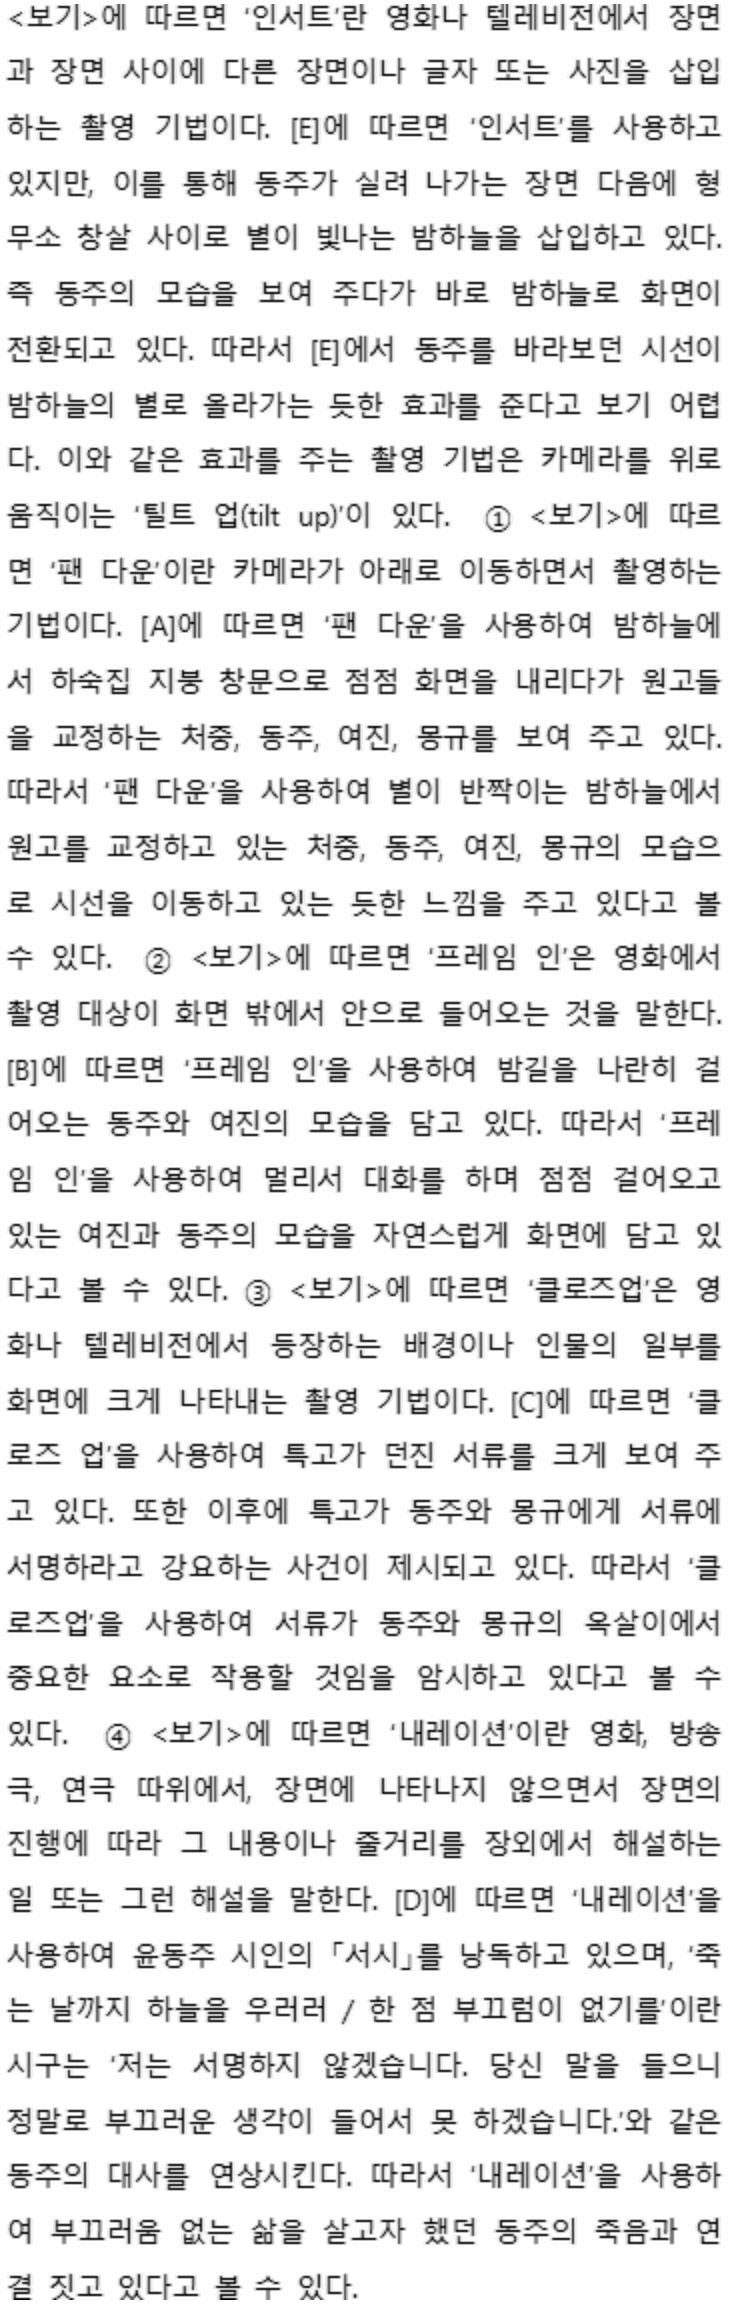 <보기>에 따르면 ‘인서트’란 영화나 텔레비전에서 장면
과 장면 사이에 다른 장면이나 글자 또는 사진을 삽입
하는 촬영 기법이다. [E]에 따르면 ‘인서트’를 사용하고
있지만, 이를 통해 동주가 실려 나가는 장면 다음에 형
무소 창살 사이로 별이 빛나는 밤하늘을 삽입하고 있다.
즉 동주의 모습을 보여 주다가 바로 밤하늘로 화면이
전환되고 있다. 따라서 [E]에서 동주를 바라보던 시선이
밤하늘의 별로 올라가는 듯한 효과를 준다고 보기 어렵
다. 이와 같은 효과를 주는 촬영 기법은 카메라를 위로
움직이는 ‘틸트 업(tilt up)’이 있다. ① <보기>에 따르
면 ‘팬 다운’이란 카메라가 아래로 이동하면서 촬영하는
기법이다. [A]에 따르면 ‘팬 다운’을 사용하여 밤하늘에
서 하숙집 지붕 창문으로 점점 화면을 내리다가 원고들
을 교정하는 처중, 동주, 여진, 몽규를 보여 주고 있다.
따라서 ‘팬 다운’을 사용하여 별이 반짝이는 밤하늘에서
원고를 교정하고 있는 처중, 동주, 여진, 몽규의 모습으
로 시선을 이동하고 있는 듯한 느낌을 주고 있다고 볼
수 있다. ② <보기>에 따르면 ‘프레임 인’은 영화에서
촬영 대상이 화면 밖에서 안으로 들어오는 것을 말한다.
[B]에 따르면 ‘프레임 인’을 사용하여 밤길을 나란히 걸
어오는 동주와 여진의 모습을 담고 있다. 따라서 ‘프레
임 인’을 사용하여 멀리서 대화를 하며 점점 걸어오고
있는 여진과 동주의 모습을 자연스럽게 화면에 담고 있
다고 볼 수 있다. ③ <보기>에 따르면 ‘클로즈업’은 영
화나 텔레비전에서 등장하는 배경이나 인물의 일부를
화면에 크게 나타내는 촬영 기법이다. [C]에 따르면 ‘클
로즈 업’을 사용하여 특고가 던진 서류를 크게 보여 주
고 있다. 또한 이후에 특고가 동주와 몽규에게 서류에
서명하라고 강요하는 사건이 제시되고 있다. 따라서 ‘클
로즈업’을 사용하여 서류가 동주와 몽규의 옥살이에서
중요한 요소로 작용할 것임을 암시하고 있다고 볼 수
있다. ④ <보기>에 따르면 ‘내레이션’이란 영화, 방송
극, 연극 따위에서, 장면에 나타나지 않으면서 장면의
진행에 따라 그 내용이나 줄거리를 장외에서 해설하는
일 또는 그런 해설을 말한다. [D]에 따르면 ‘내레이션’을
사용하여 윤동주 시인의 「서시」를 낭독하고 있으며, ‘죽
는 날까지 하늘을 우러러 / 한 점 부끄럼이 없기를’이란
시구는 ‘저는 서명하지 않겠습니다. 당신 말을 들으니
정말로 부끄러운 생각이 들어서 못 하겠습니다.’와 같은
동주의 대사를 연상시킨다. 따라서 ‘내레이션’을 사용하
여 부끄러움 없는 삶을 살고자 했던 동주의 죽음과 연
결 짓고 있다고 볼 수 있다.